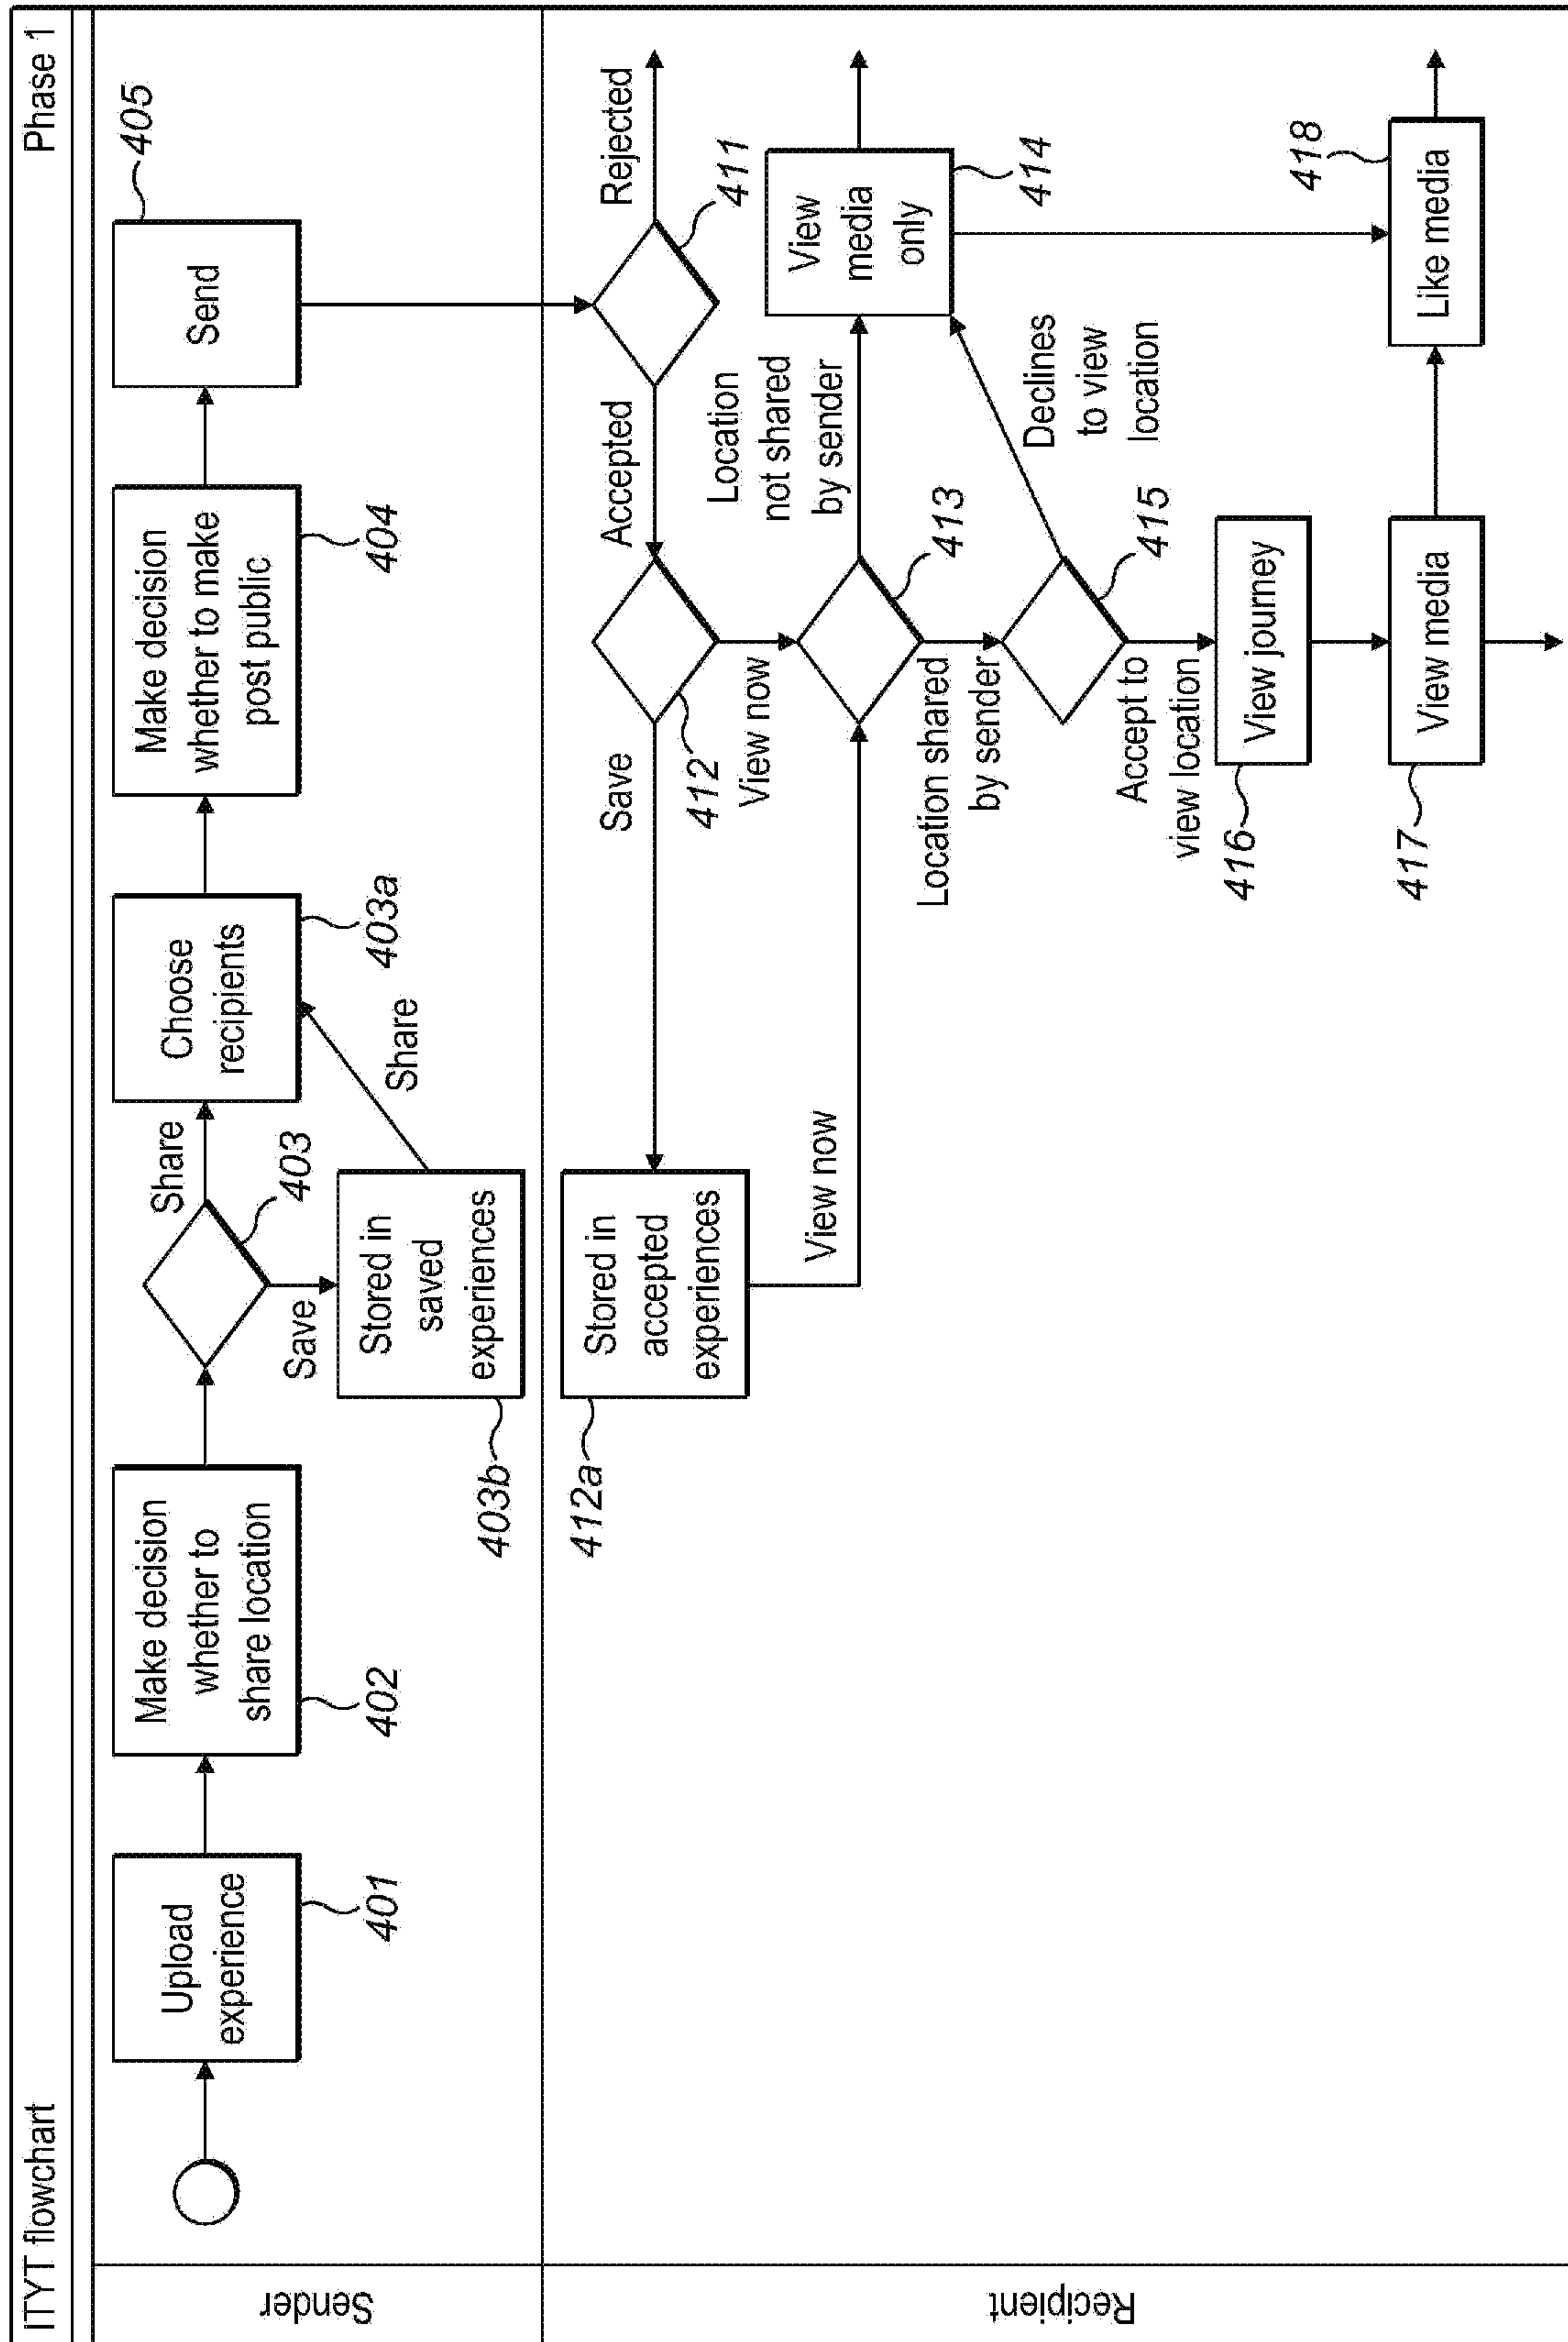 ITYT flowchart
Phase 1
Sender
Upload
experience
401
Make decision
whether to
share location
402
403
Share
Save
Stored in
saved
experiences
403b
Share
Choose
recipients
403a
Make decision
whether to make
post public
404
Send
405
Recipient
Rejected
411
Accepted
412
Save
Stored in
accepted
experiences
412a
View now
View now
413
Location
not shared
by sender
View
media
only
414
Location shared
by sender
415
Declines
to view
location
Accept to
view location
View journey
416
View media
417
Like media
418